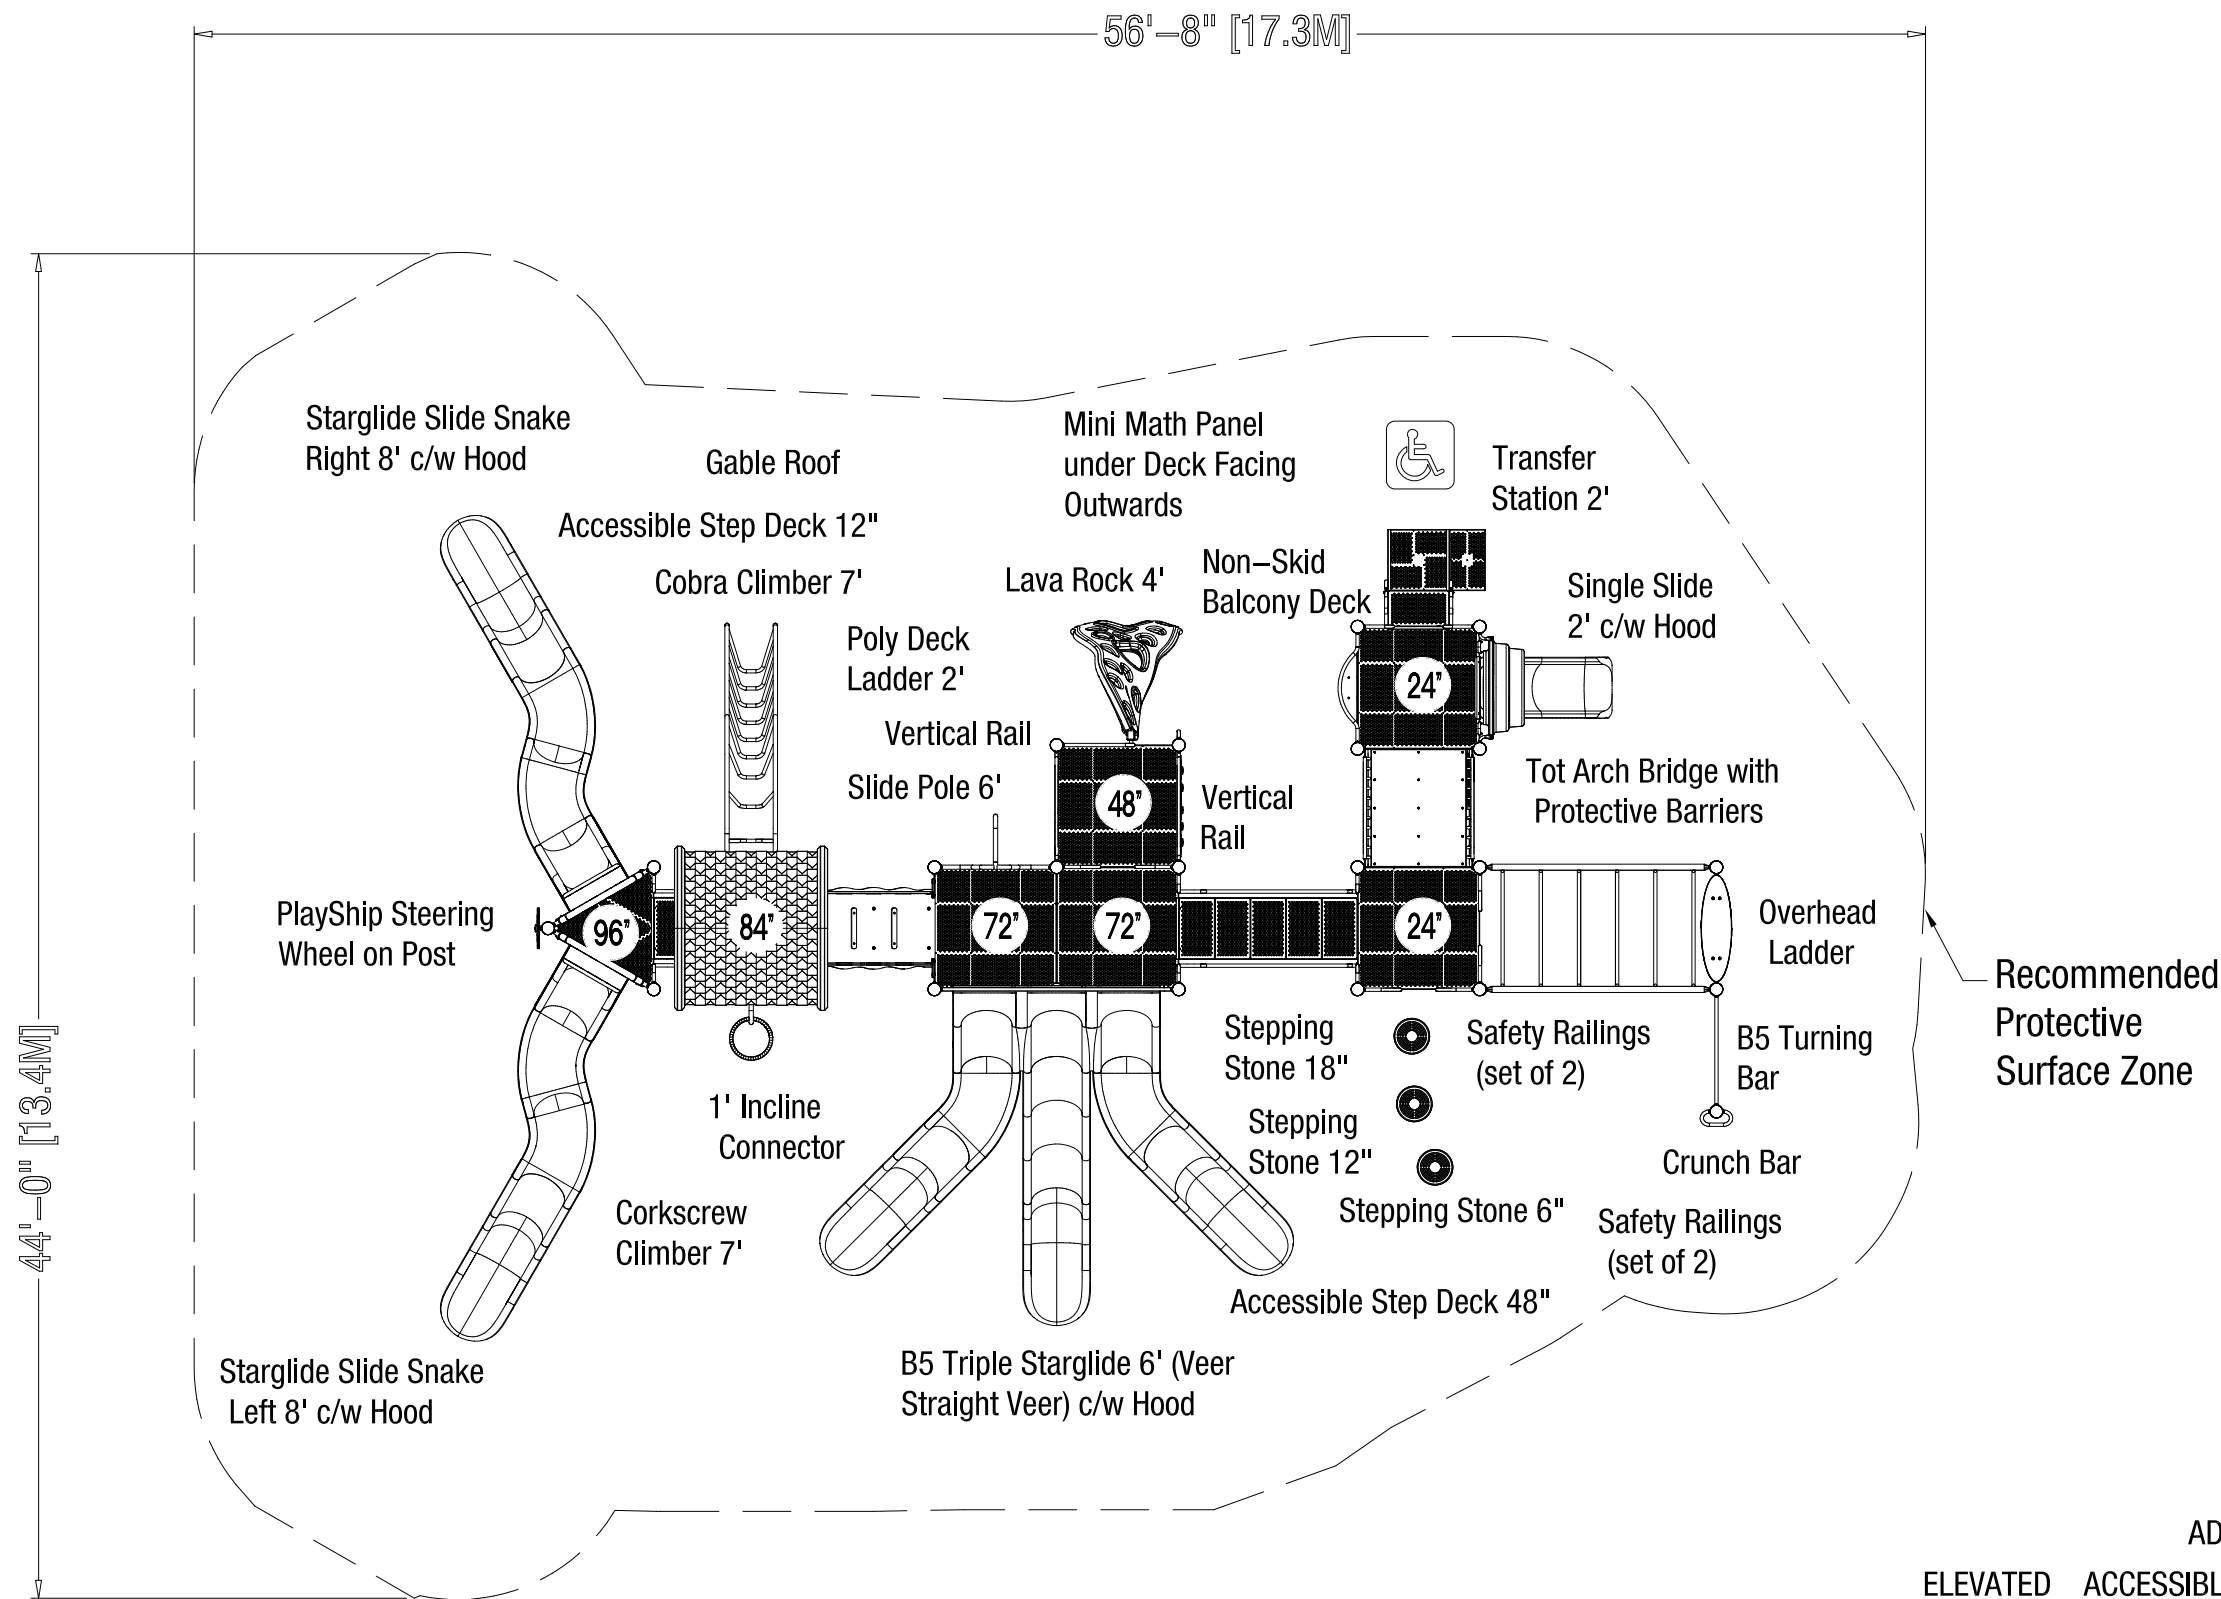 56'–8" [17.3M]
Starglide Slide Snake
Right 8' c/w Hood
Gable Roof
Accessible Step Deck 12"
Cobra Climber 7'
Mini Math Panel
under Deck Facing
Outwards
Transfer
Station 2'
Lava Rock 4'
Non–Skid
Balcony Deck
Single Slide
2' c/w Hood
Poly Deck
Ladder 2'
Vertical Rail
Slide Pole 6'
24"
48"
Vertical
Rail
Tot Arch Bridge with
Protective Barriers
PlayShip Steering
Wheel on Post
96"
84"
72"
72"
24"
Overhead
Ladder
Recommended
Protective
Surface Zone
44'–0" [13.4M]
1' Incline
Connector
Stepping
Stone 18"
Safety Railings
(set of 2)
B5 Turning
Bar
Stepping
Stone 12"
Crunch Bar
Corkscrew
Climber 7'
Stepping Stone 6"
Safety Railings
(set of 2)
Accessible Step Deck 48"
Starglide Slide Snake
Left 8' c/w Hood
B5 Triple Starglide 6' (Veer
Straight Veer) c/w Hood
AD
ELEVATED ACCESSIBL